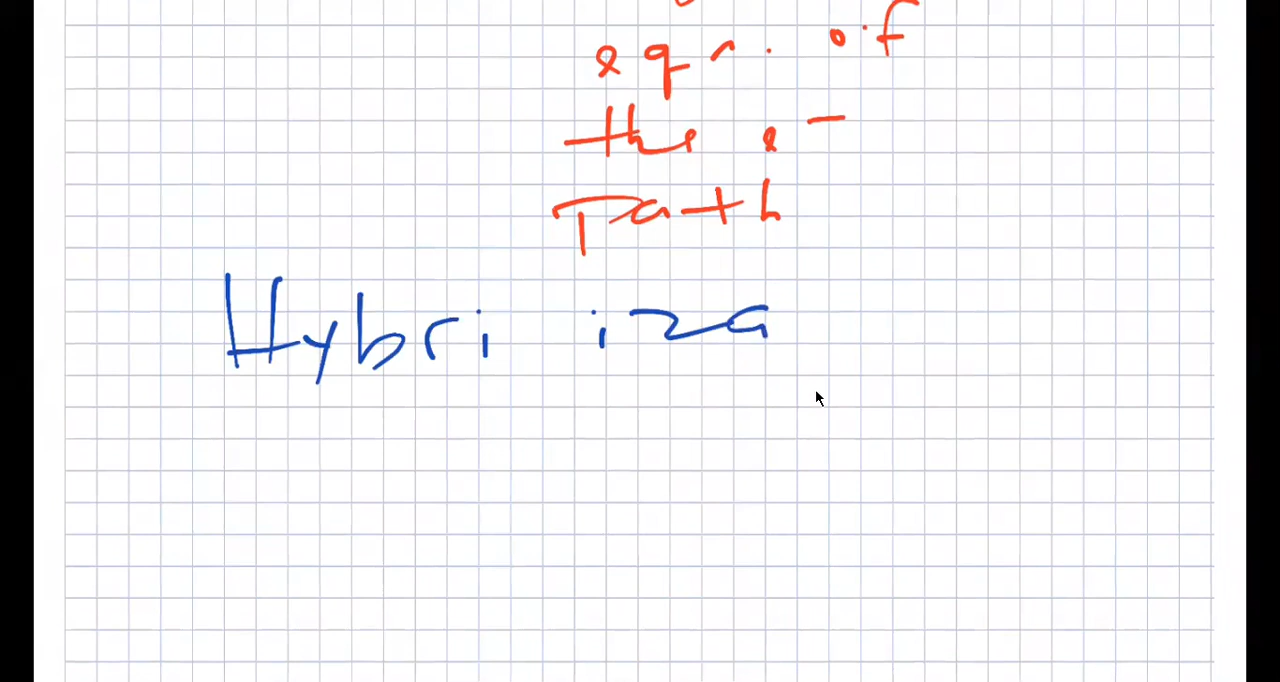 eqn. of
the e-
Path
Hybri iza